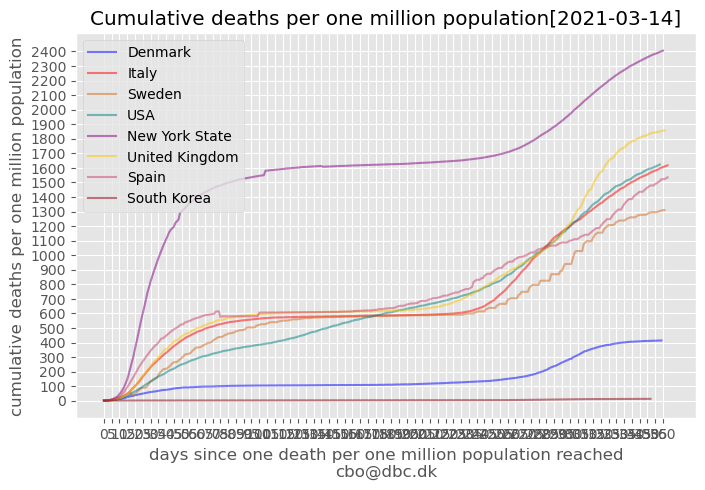 Cumulative deaths per one million population[2021-03-14]
cumulative deaths per one million population
2400
2300
2200
2100
2000
1900
1800
1700
1600
1500
1400
1300
1200
1100
1000
900
800
700
600
500
400
300
200
100
0
Denmark
Italy
Sweden
USA
New York State
United Kingdom
Spain
South Korea
days since one death per one million population reached
cbo@dbc.dk